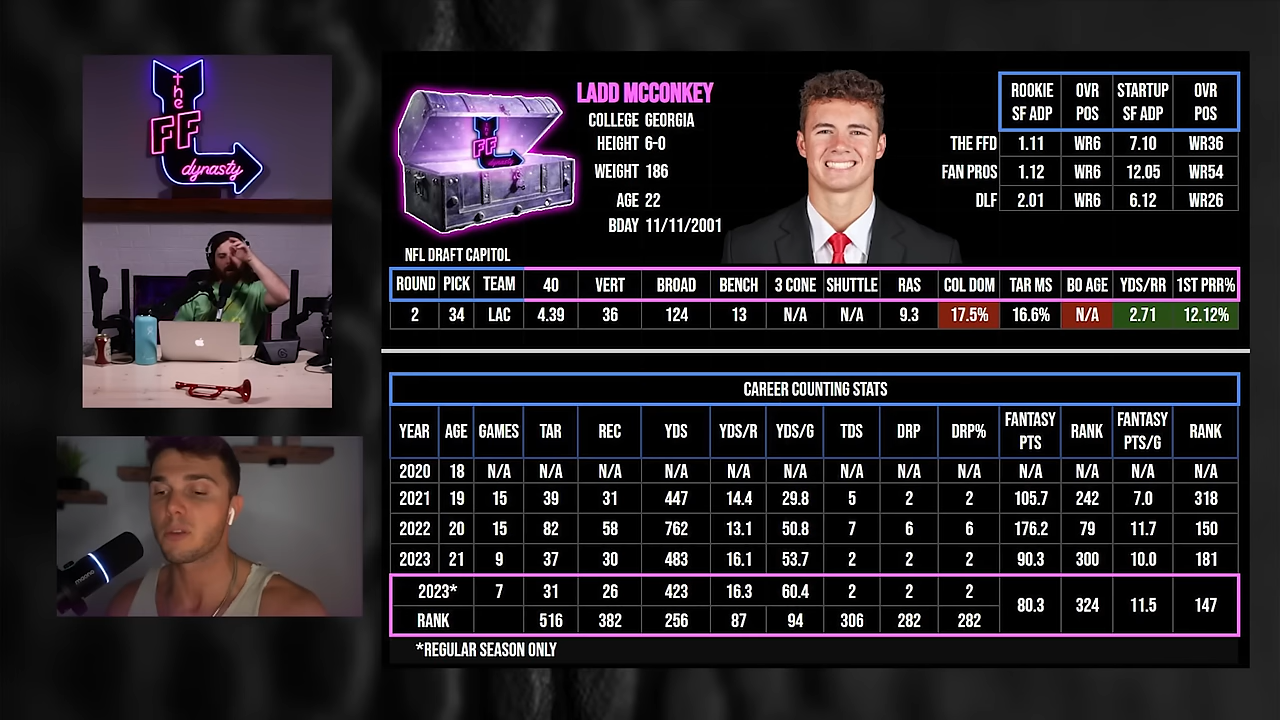 the
FF
dynasty
FF
dynasty
LADD MCCONKEY
COLLEGE GEORGIA
HEIGHT 6-0
WEIGHT 186
AGE 22
BDAY 11/11/2001
ROOKIE SF ADP OVR POS STARTUP SF ADP OVR POS
THE FFD 1.11 WR6 7.10 WR36
FAN PROS 1.12 WR6 12.05 WR54
DLF 2.01 WR6 6.12 WR26
NFL DRAFT CAPITOL
ROUND PICK TEAM 40 VERT BROAD BENCH 3 CONE SHUTTLE RAS COL DOM TAR MS BO AGE YDS/RR 1ST PRR%
2 34 LAC 4.39 36 124 13 N/A N/A 9.3 17.5% 16.6% N/A 2.71 12.12%
CAREER COUNTING STATS
YEAR AGE GAMES TAR REC YDS YDS/R YDS/G TDS DRP DRP% FANTASY PTS RANK FANTASY PTS/G RANK
2020 18 N/A N/A N/A N/A N/A N/A N/A N/A N/A N/A N/A N/A N/A
2021 19 15 39 31 447 14.4 29.8 5 2 2 105.7 242 7.0 318
2022 20 15 82 58 762 13.1 50.8 7 6 6 176.2 79 11.7 150
2023 21 9 37 30 483 16.1 53.7 2 2 2 90.3 300 10.0 181
2023* 7 31 26 423 16.3 60.4 2 2 2 80.3 324 11.5 147
RANK 516 382 256 87 94 306 282 282
*REGULAR SEASON ONLY